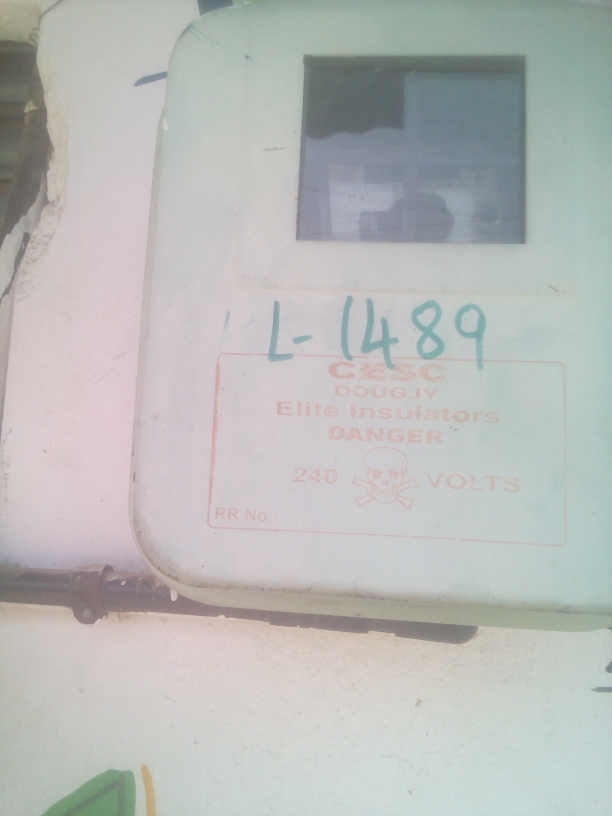 L-1489
CESC
DDUGJY
Elite Insulators
DANGER
240 VOLTS
RR No.: